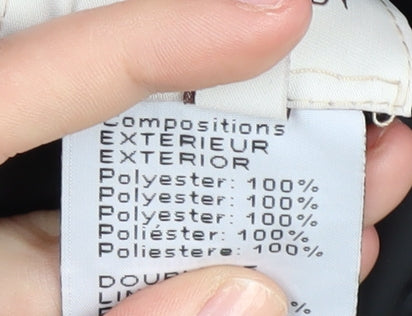 Compositions
EXTERIEUR
EXTERIOR
Polyester: 100%
Polyester: 100%
Polyester: 100%
Poliéster: 100%
Poliestere: 100%